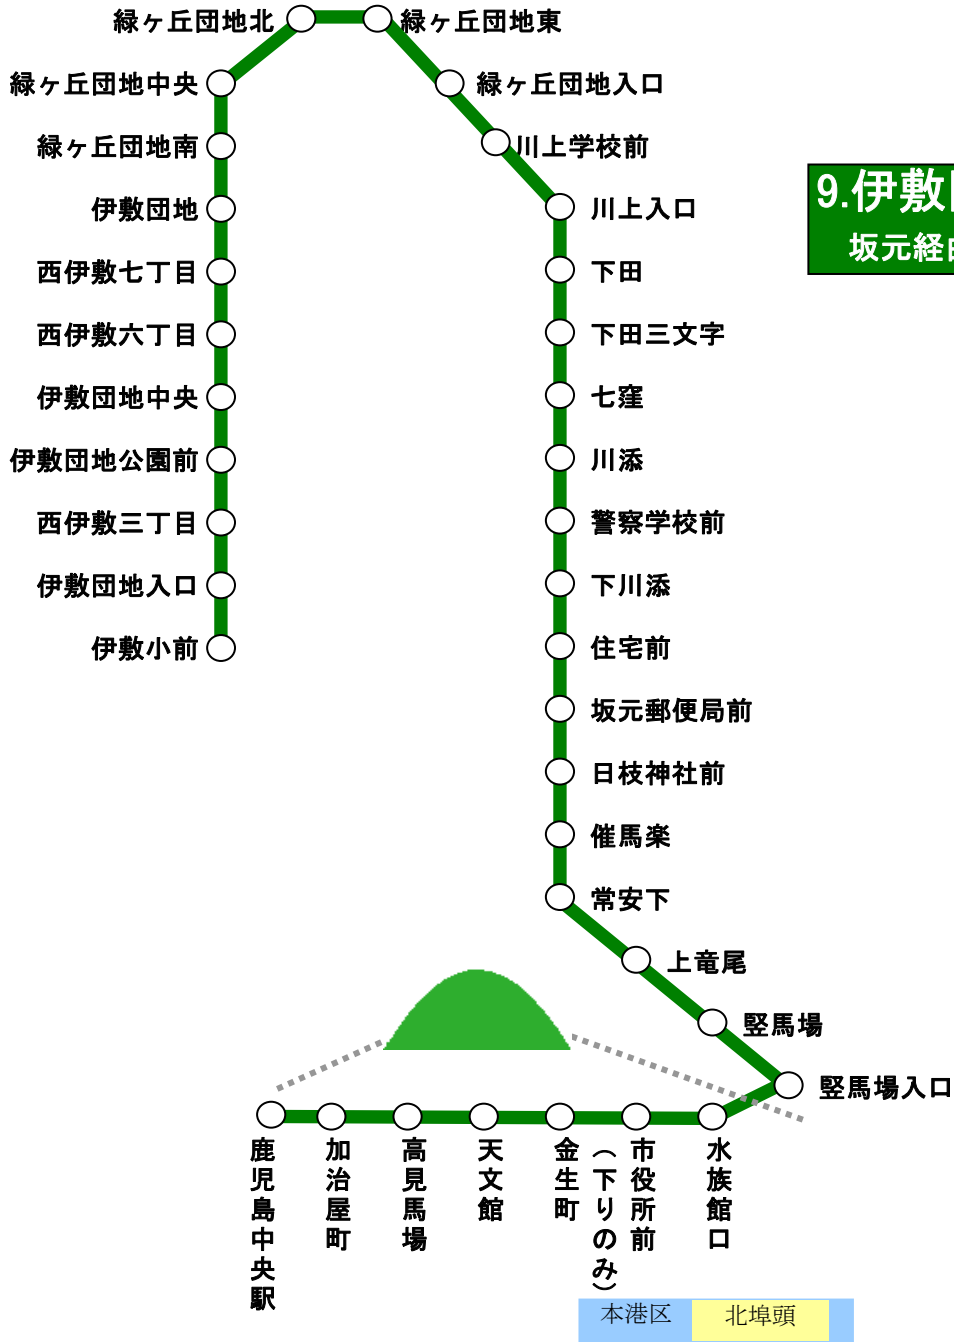 緑ヶ丘団地北
緑ヶ丘団地東
緑ヶ丘団地中央
緑ヶ丘団地入口
緑ヶ丘団地南
川上学校前
伊敷団地
川上入口
9.伊敷
坂元経由
西伊敷七丁目
下田
西伊敷六丁目
下田三文字
伊敷団地中央
七窪
伊敷団地公園前
川添
西伊敷三丁目
警察学校前
伊敷団地入口
下川添
伊敷小前
住宅前
坂元郵便局前
日枝神社前
催馬楽
常安下
上竜尾
竪馬場
竪馬場入口
鹿児島中央駅
加治屋町
高見馬場
天文館
金生町
(下りのみ)
市役所前
水族館口
本港区
北埠頭